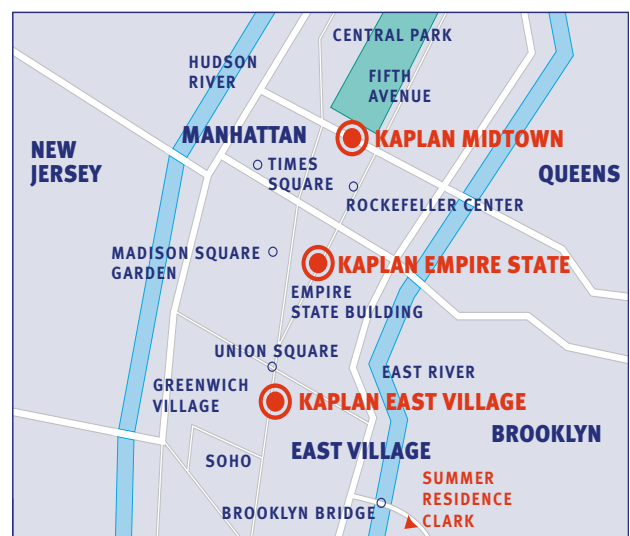 CENTRAL PARK
HUDSON
RIVER
FIFTH
AVENUE
MANHATTAN
KAPLAN MIDTOWN
NEW
JERSEY
TIMES
SQUARE
QUEENS
ROCKEFELLER CENTER
MADISON SQUARE
GARDEN
KAPLAN EMPIRE STATE
EMPIRE
STATE BUILDING
UNION SQUARE
EAST RIVER
GREENWICH
VILLAGE
KAPLAN EAST VILLAGE
BROOKLYN
EAST VILLAGE
SOHO
SUMMER
RESIDENCE
CLARK
BROOKLYN BRIDGE